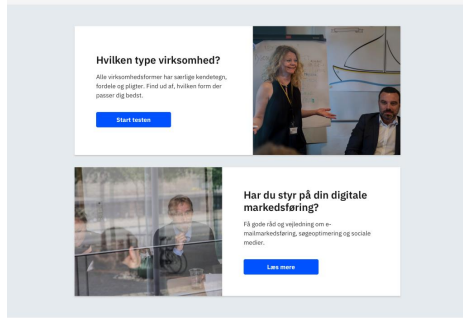 Hvilken type virksomhed?
Alle virksomhedsformer har særlige kendetegn,
fordele og pligter. Find ud af, hvilken form der
passer dig bedst.
Start testen
Har du styr på din digitale
markedsføring?
Få gode råd og vejledning om e-
mailmarkedsføring, søgeoptimering og sociale
medier.
Læs mere